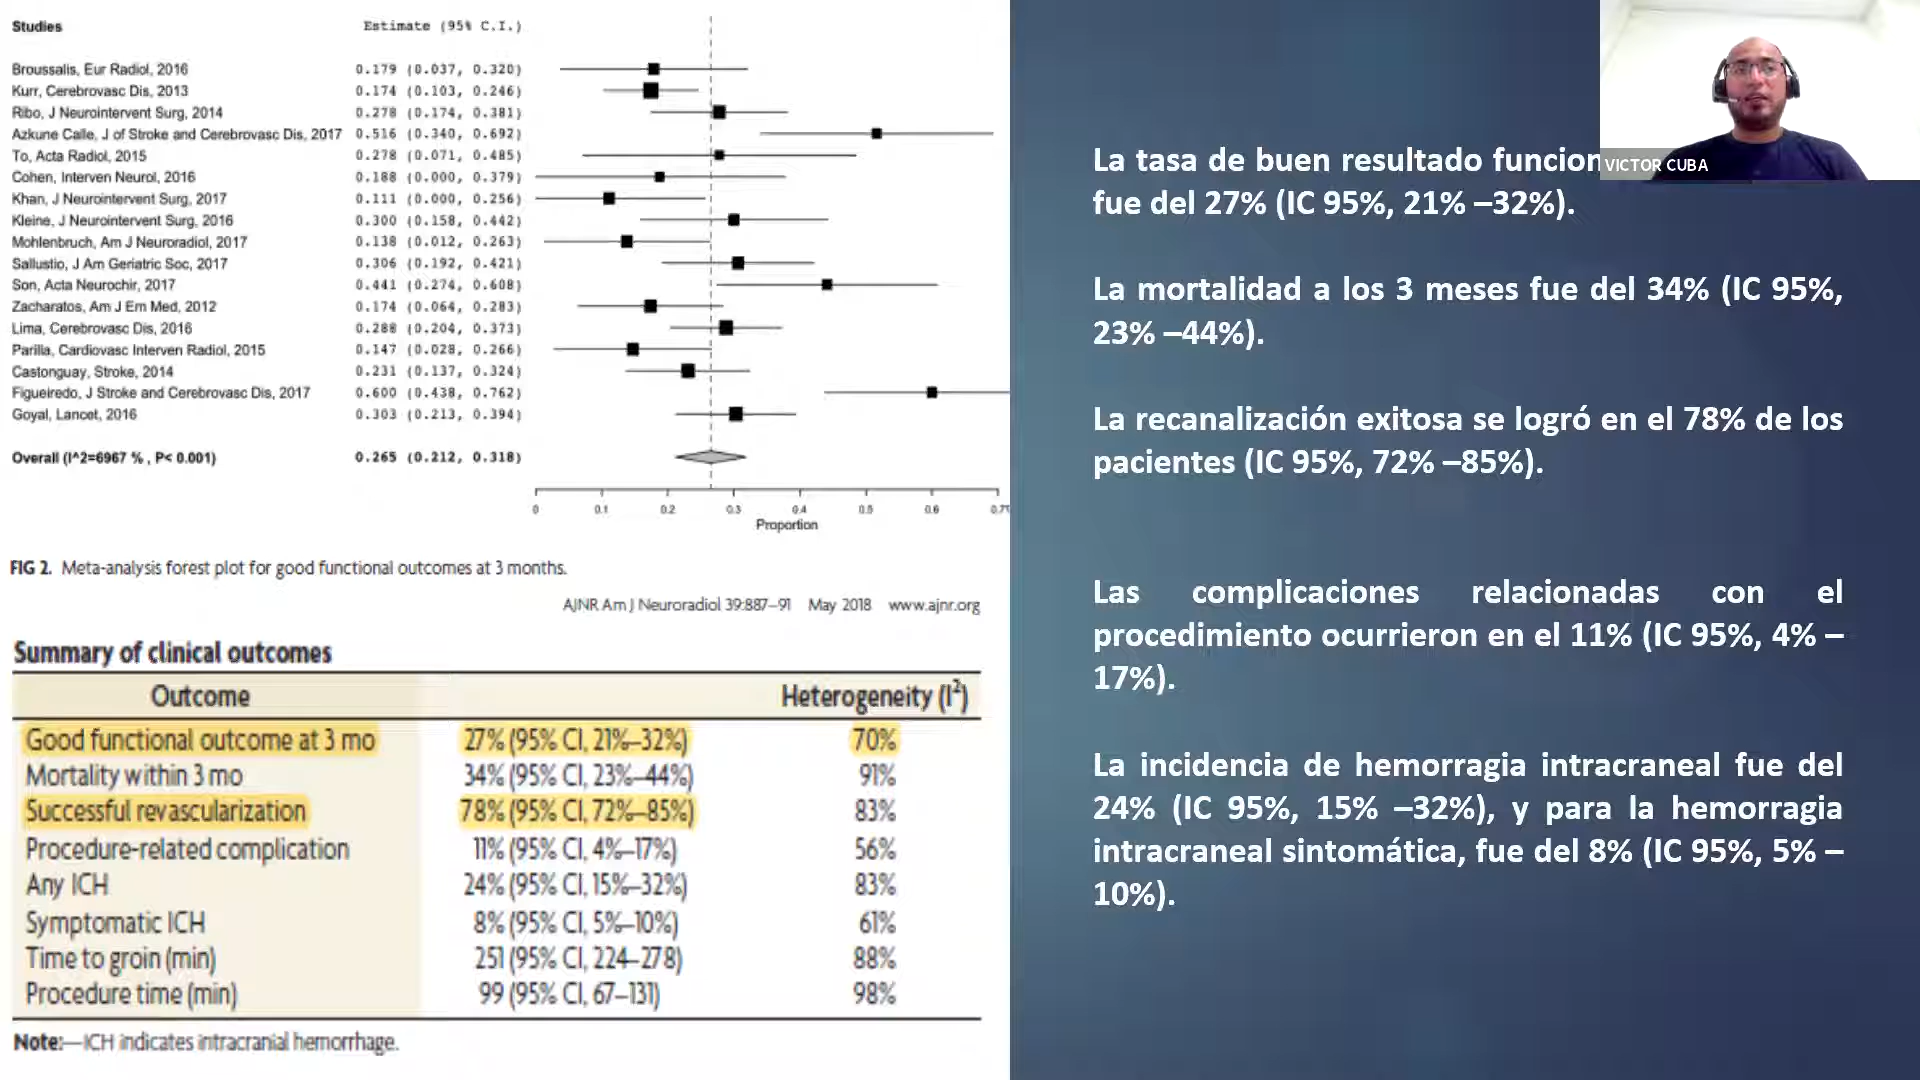 Studies Estimate (95% C.I.)
Broussalis, Eur Radiol, 2016 0.179 (0.037, 0.320)
Kurr, Cerebrovasc Dis, 2013 0.174 (0.103, 0.246)
Ribo, J Neurointervent Surg, 2014 0.278 (0.174, 0.381)
Azkune Calle, J of Stroke and Cerebrovasc Dis, 2017 0.516 (0.340, 0.692)
To, Acta Radiol, 2015 0.278 (0.071, 0.485)
Cohen, Interven Neurol, 2016 0.188 (0.000, 0.379)
Khan, J Neurointervent Surg, 2017 0.111 (0.000, 0.256)
Kleine, J Neurointervent Surg, 2016 0.300 (0.158, 0.442)
Mohlenbruch, Am J Neuroradiol, 2017 0.138 (0.012, 0.263)
Sallustio, J Am Geriatric Soc, 2017 0.306 (0.192, 0.421)
Son, Acta Neurochir, 2017 0.441 (0.274, 0.608)
Zacharatos, Am J Em Med, 2012 0.174 (0.064, 0.283)
Lima, Cerebrovasc Dis, 2016 0.288 (0.204, 0.373)
Parilla, Cardiovasc Interven Radiol, 2015 0.147 (0.028, 0.266)
Castonguay, Stroke, 2014 0.231 (0.137, 0.324)
Figueiredo, J Stroke and Cerebrovasc Dis, 2017 0.600 (0.438, 0.762)
Goyal, Lancet, 2016 0.303 (0.213, 0.394)
Overall (I^2=6967 % , P< 0.001) 0.265 (0.212, 0.318)
0 0.1 0.2 0.3 0.4 0.5 0.6
Proportion
FIG 2. Meta-analysis forest plot for good functional outcomes at 3 months.
AJNR Am J Neuroradiol 39:887–91 May 2018 www.ajnr.org
Summary of clinical outcomes
Outcome Heterogeneity (I²)
Good functional outcome at 3 mo 27% (95% CI, 21%–32%) 70%
Mortality within 3 mo 34% (95% CI, 23%–44%) 91%
Successful revascularization 78% (95% CI, 72%–85%) 83%
Procedure-related complication 11% (95% CI, 4%–17%) 56%
Any ICH 24% (95% CI, 15%–32%) 83%
Symptomatic ICH 8% (95% CI, 5%–10%) 61%
Time to groin (min) 251 (95% CI, 224–278) 88%
Procedure time (min) 99 (95% CI, 67–131) 98%
Note:—ICH indicates intracranial hemorrhage.
La tasa de buen resultado funcion
fue del 27% (IC 95%, 21% –32%).
La mortalidad a los 3 meses fue del 34% (IC 95%,
23% –44%).
La recanalización exitosa se logró en el 78% de los
pacientes (IC 95%, 72% –85%).
Las complicaciones relacionadas con el
procedimiento ocurrieron en el 11% (IC 95%, 4% –
17%).
La incidencia de hemorragia intracraneal fue del
24% (IC 95%, 15% –32%), y para la hemorragia
intracraneal sintomática, fue del 8% (IC 95%, 5% –
10%).
VICTOR CUBA